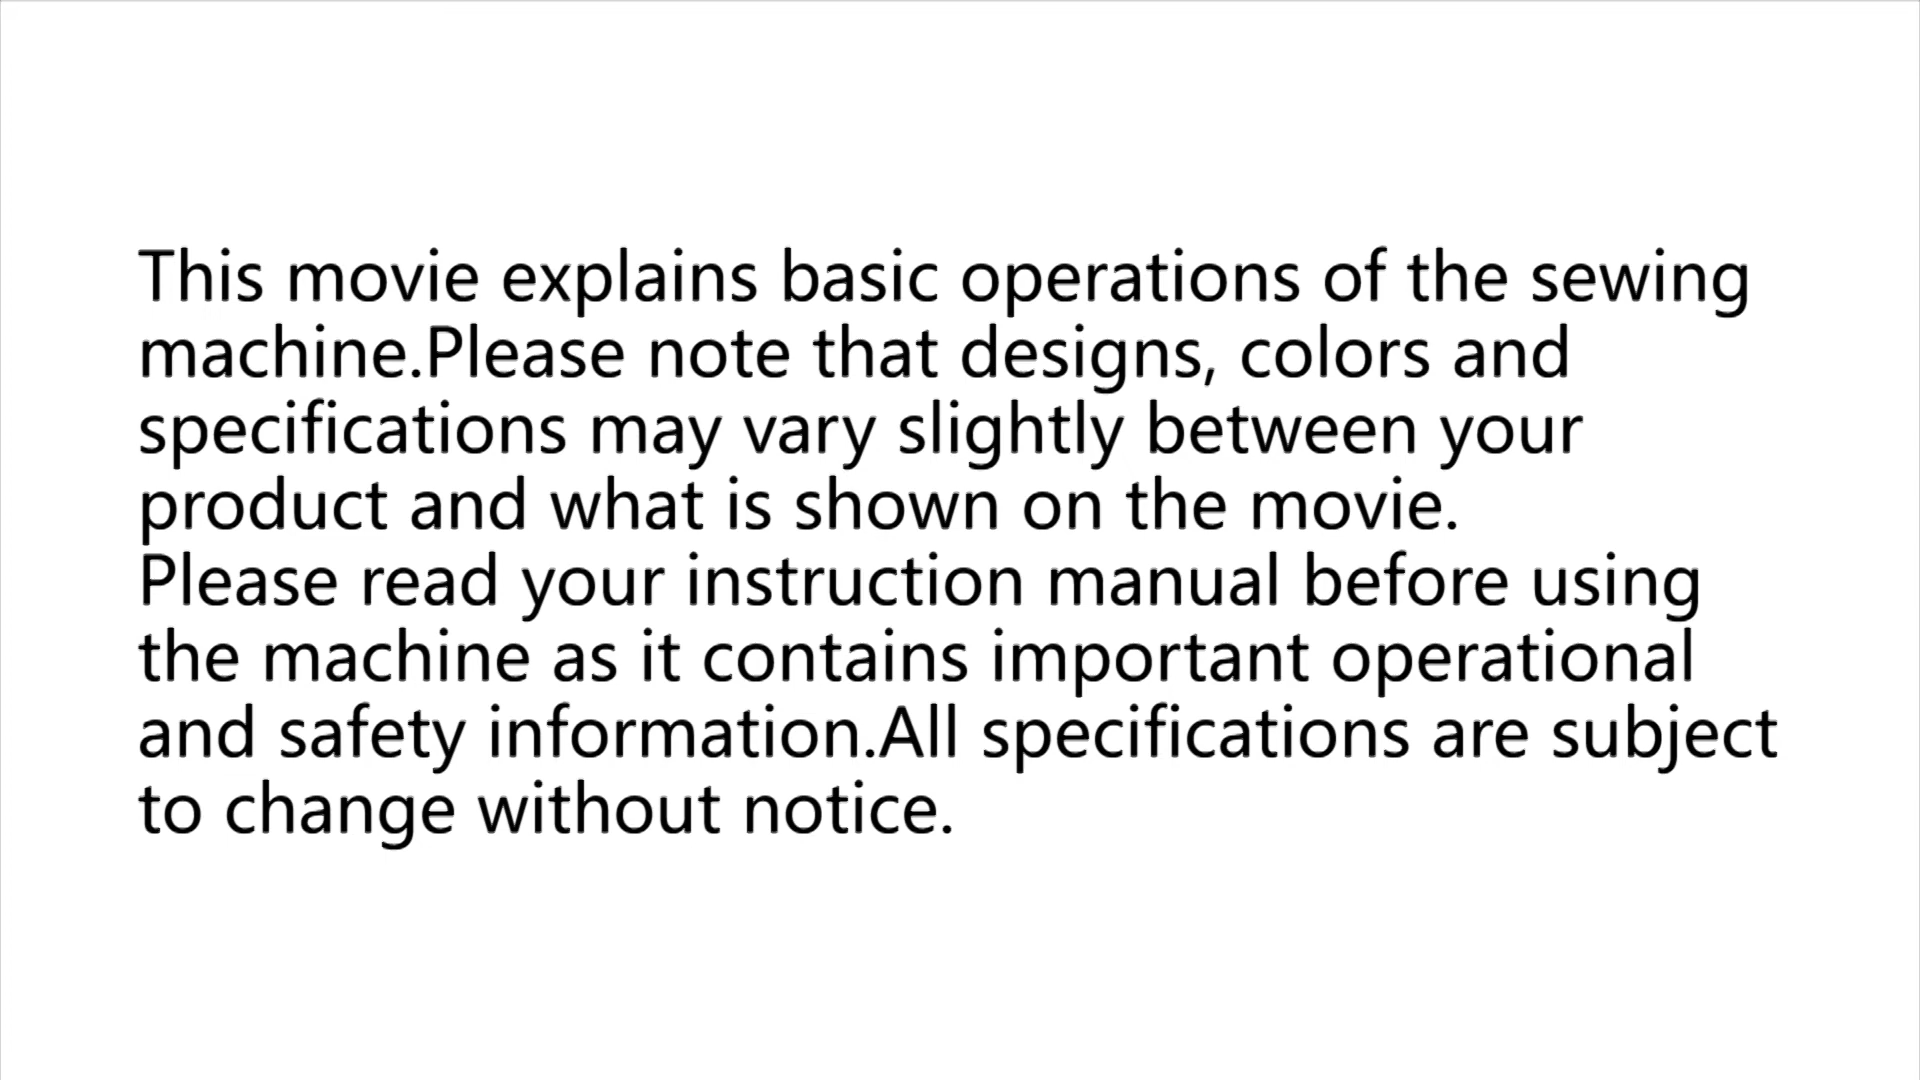 This movie explains basic operations of the sewing
machine.Please note that designs, colors and
specifications may vary slightly between your
product and what is shown on the movie.
Please read your instruction manual before using
the machine as it contains important operational
and safety information.All specifications are subject
to change without notice.